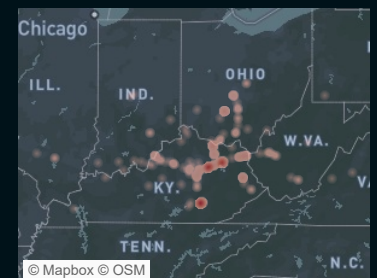 Chicago
OHIO
ILL.
IND.
W.VA.
KY.
V
TENN.
N.C.
© Mapbox © OSM